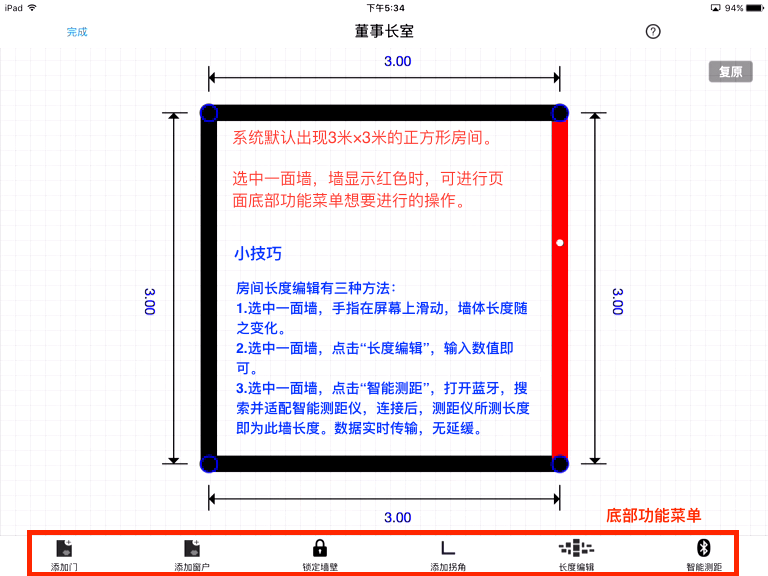 iPad 下午5:34 94%
完成 董事长室 ?
3.00
复原
系统默认出现3米×3米的正方形房间。
选中一面墙，墙显示红色时，可进行页
面底部功能菜单想要进行的操作。
小技巧
3.00
3.00
房间长度编辑有三种方法：
1.选中一面墙，手指在屏幕上滑动，墙体长度随
之变化。
2.选中一面墙，点击“长度编辑”，输入数值即
可。
3.选中一面墙，点击“智能测距”，打开蓝牙，搜
索并适配智能测距仪，连接后，测距仪所测长度
即为此墙长度。数据实时传输，无延缓。
3.00
底部功能菜单
添加门 添加窗户 锁定墙壁 添加拐角 长度编辑 智能测距